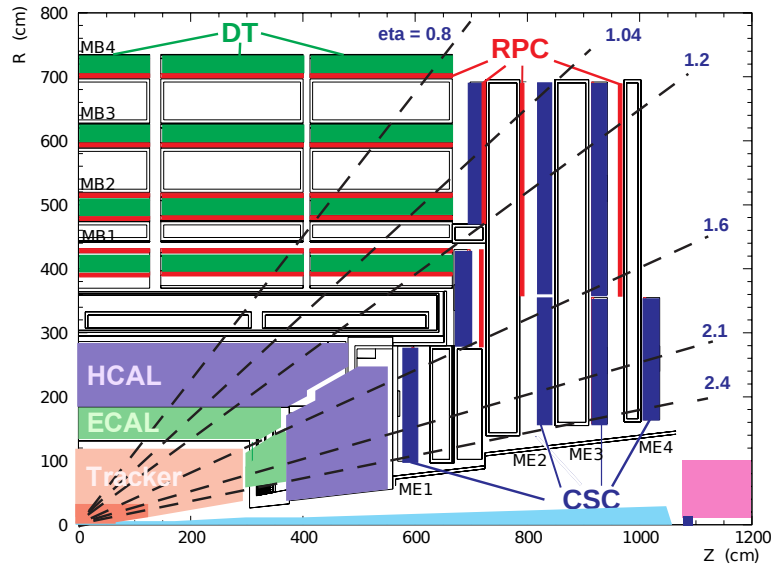 R (cm)
800
700
600
500
400
300
200
100
0
MB4
MB3
MB2
MB1
DT
eta = 0.8
RPC
1.04
1.2
1.6
2.1
2.4
HCAL
ECAL
Tracker
ME1
ME2
ME3
ME4
CSC
0
200
400
600
800
1000
1200
Z (cm)